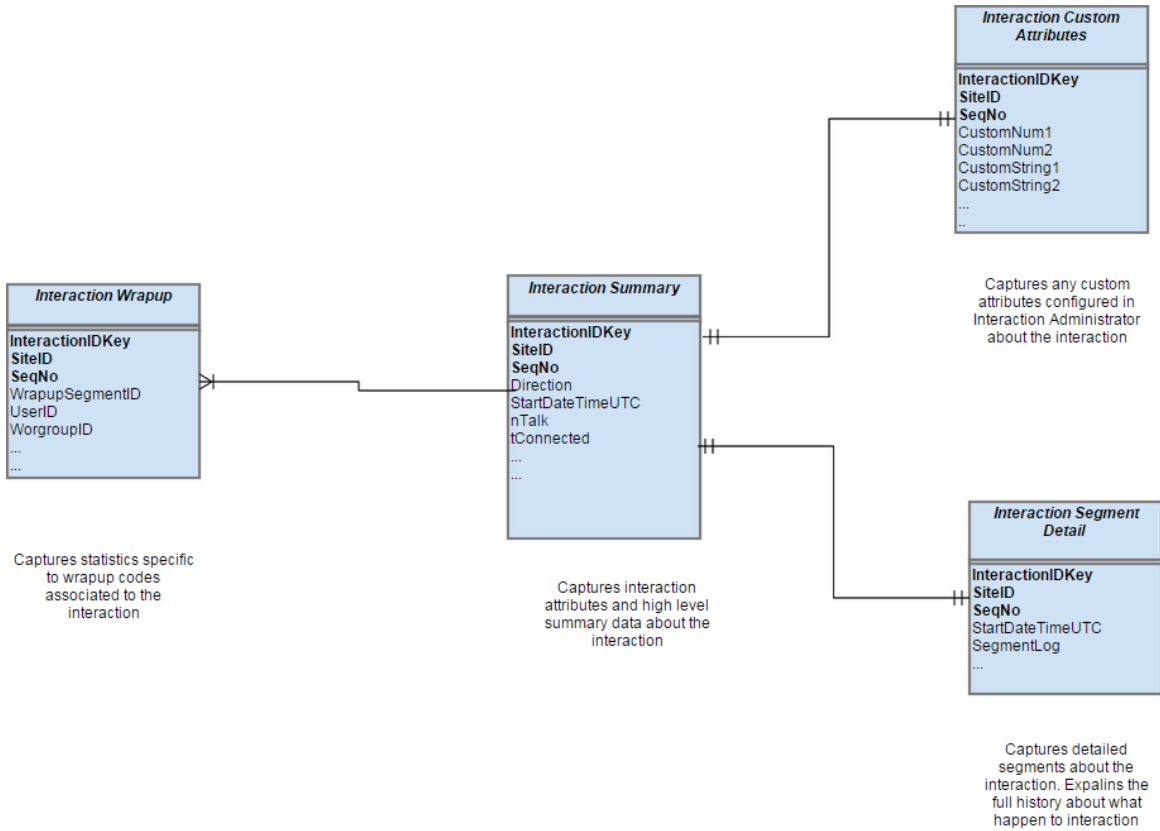 Interaction Custom
Attributes
InteractionIDKey
SiteID
SeqNo
CustomNum1
CustomNum2
CustomString1
CustomString2
...
..
Captures any custom
attributes configured in
Interaction Administrator
about the interaction
Interaction Wrapup
InteractionIDKey
SiteID
SeqNo
WrapupSegmentID
UserID
WorgroupID
...
...
Captures statistics specific
to wrapup codes
associated to the
interaction
Interaction Summary
InteractionIDKey
SiteID
SeqNo
Direction
StartDateTimeUTC
nTalk
tConnected
...
...
Captures interaction
attributes and high level
summary data about the
interaction
Interaction Segment
Detail
InteractionIDKey
SiteID
SeqNo
StartDateTimeUTC
SegmentLog
...
Captures detailed
segments about the
interaction. Expalins the
full history about what
happen to interaction